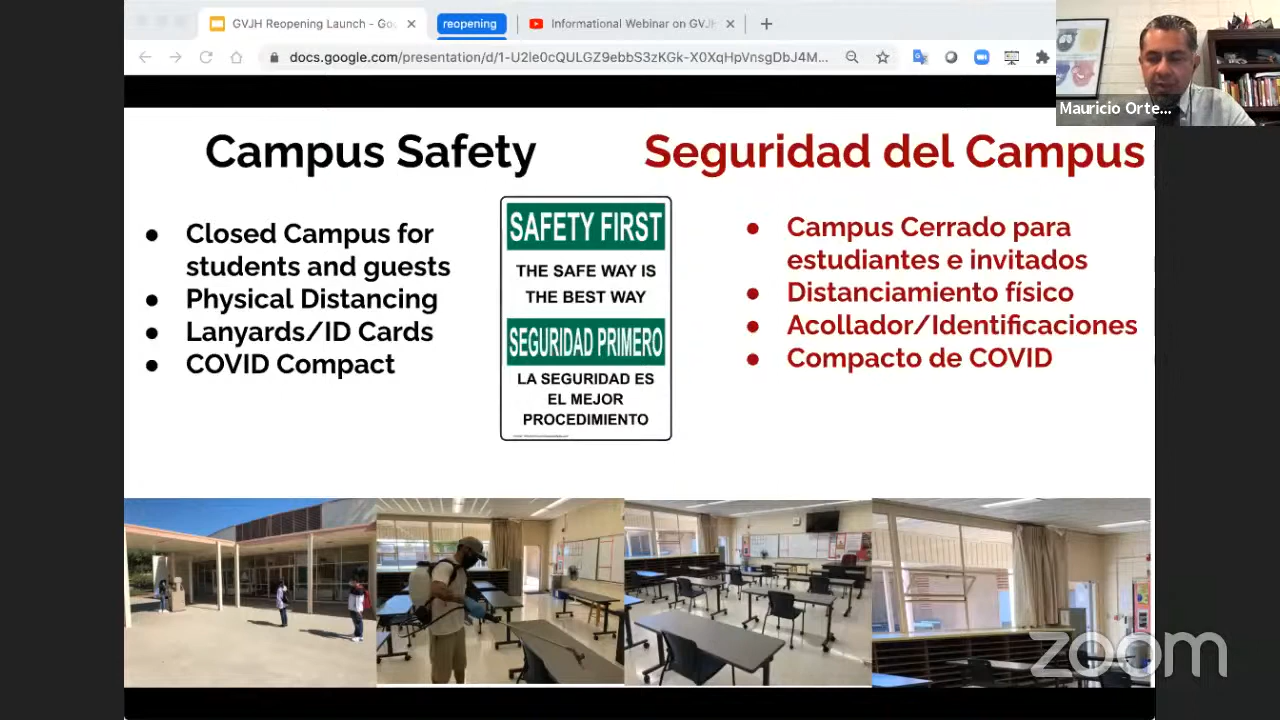 GVJH Reopening Launch - Go
reopening
Informational Webinar on GVJH
docs.google.com/presentation/d/1-U2le0cQULGZ9ebbS3zKGk-X0XqHpVnsgDbJ4M...
Mauricio Orte...
Campus Safety
Closed Campus for
students and guests
Physical Distancing
Lanyards/ID Cards
COVID Compact
SAFETY FIRST
THE SAFE WAY IS
THE BEST WAY
SEGURIDAD PRIMERO
LA SEGURIDAD ES
EL MEJOR
PROCEDIMIENTO
Seguridad del Campus
Campus Cerrado para
estudiantes e invitados
Distanciamiento físico
Acollador/Identificaciones
Compacto de COVID
zoom